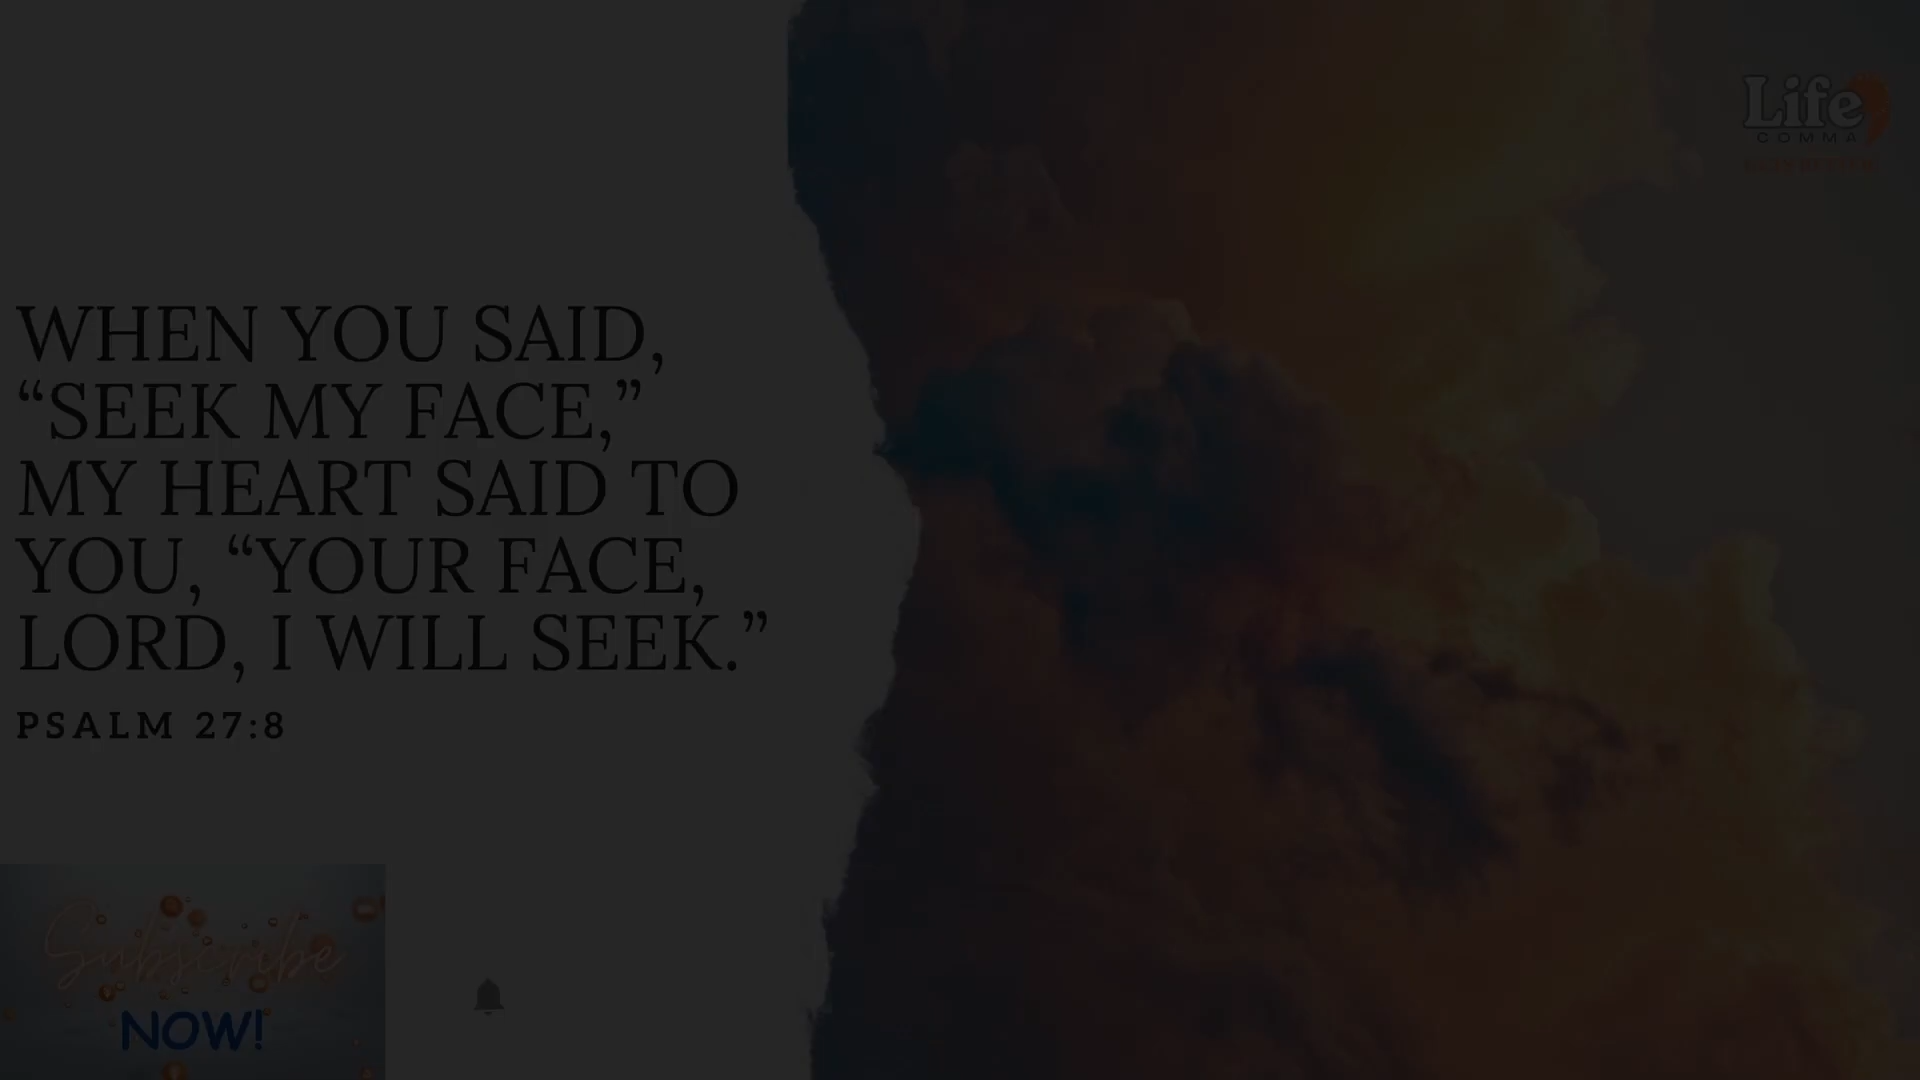 Life
COMMA
WHEN YOU SAID,
“SEEK MY FACE,”
MY HEART SAID TO
YOU, “YOUR FACE,
LORD, I WILL SEEK.”
PSALM 27:8
Subscribe
NOW!